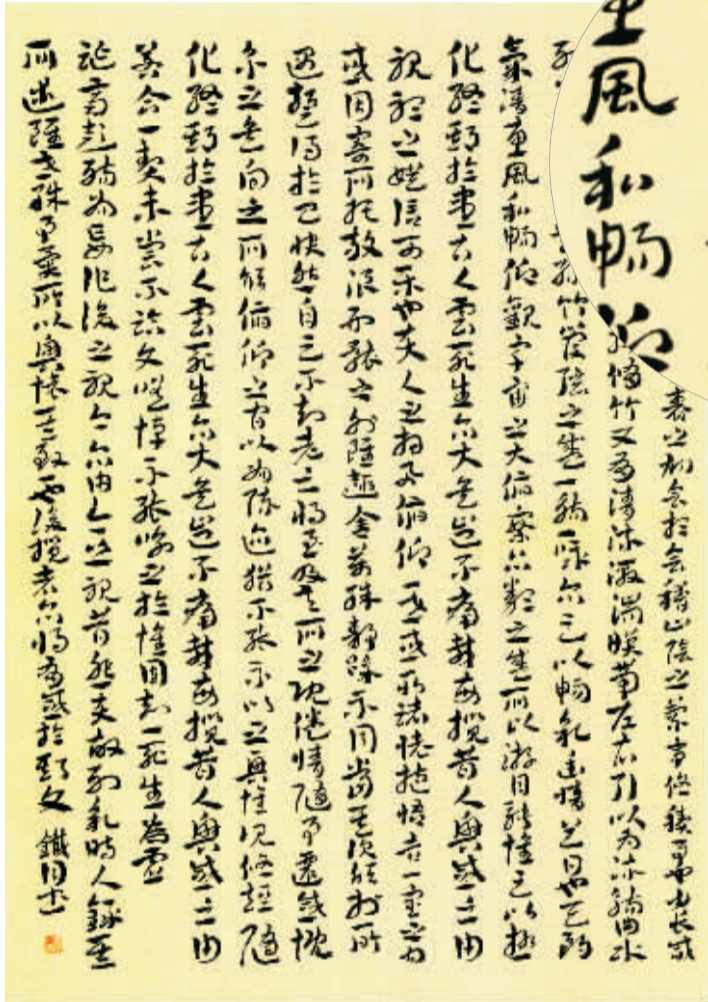 惠風和暢仰
暮之初會於會稽山陰之蘭亭修稧事也少長咸
脩竹又有清流激湍映帶左右引以為流觴曲水
列 無絲竹管弦之盛一觴一詠亦足以暢敘幽情是日也天朗
氣清惠風和暢仰觀宇宙之大俯察品類之盛所以遊目騁懷足以極
化終期於盡古人雲死生亦大矣豈不痛哉每攬昔人興感之由
視聽之娛信可樂也夫人之相與俯仰一世或取諸懷抱悟言一室之內
或因寄所托放浪形骸之外雖趣舍萬殊靜躁不同當其欣於所
遇暫得於己快然自足不知老之將至及其所之既倦情隨事遷感慨
系之矣向之所欣俯仰之間以為陳跡猶不能不以之興懷況修短隨
化終期於盡古人雲死生亦大矣豈不痛哉每攬昔人興感之由
若合一契未嘗不臨文嗟悼不能喻之於懷固知一死生為虛
誕齊彭殤為妄作後之視今亦由今之視昔悲夫故列敘時人錄其
所述雖世殊事異所以興懷其致一也後攬者亦將有感於斯文 鐵